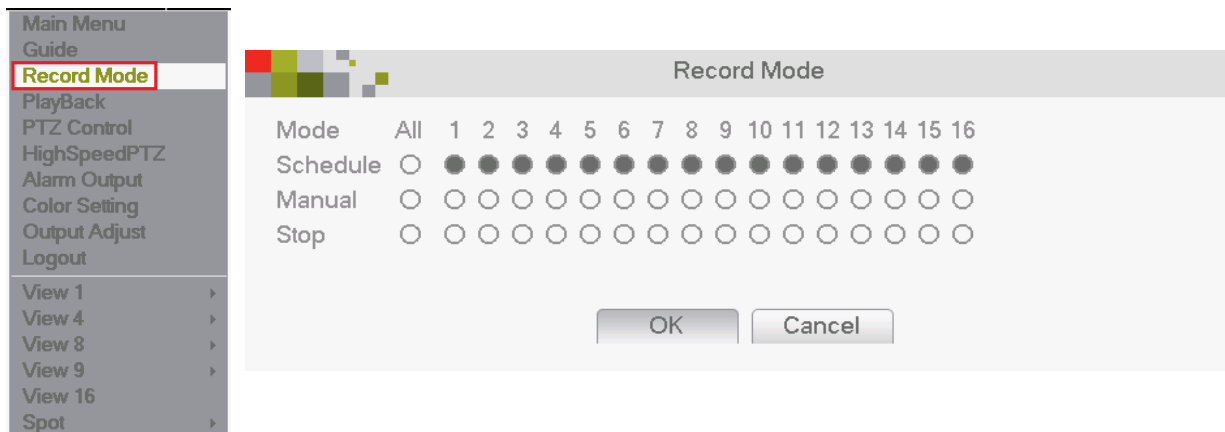 Main Menu
Guide
Record Mode
PlayBack
PTZ Control
HighSpeedPTZ
Alarm Output
Color Setting
Output Adjust
Logout
View 1
View 4
View 8
View 9
View 16
Spot
Record Mode
Mode All 1 2 3 4 5 6 7 8 9 10 11 12 13 14 15 16
Schedule
Manual
Stop
OK Cancel